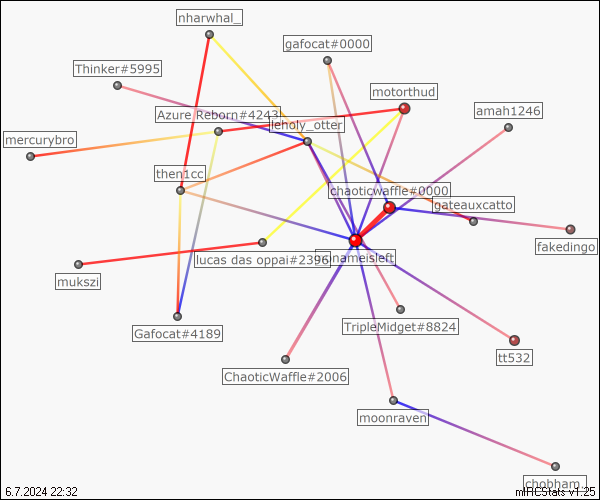 nharwhal_
gafocat#0000
Thinker#5995
motorthud
Azure Reborn#4243
leholy_otter
amah1246
mercurybro
then1cc
chaoticwaffle#0000
gateauxcatto
fakedingo
lucas das oppai#2396
nonameisleft
mukszi
Gafocat#4189
TripleMidget#8824
tt532
ChaoticWaffle#2006
moonraven
chobham_
6.7.2024 22:32
mIRCStats v1.25